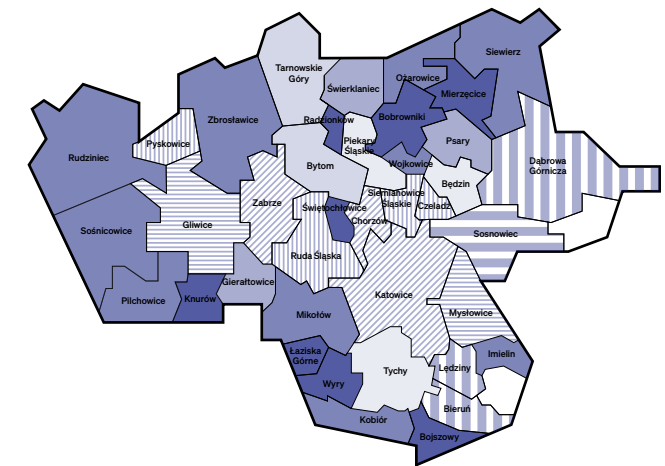 Siewierz
Tarnowskie
Góry
Ożarowice
Świerklaniec
Mierzęcice
Zbrosławice
Radzionków
Bobrowniki
Pyskowice
Piekary
Śląskie
Psary
Rudziniec
Bytom
Wojkowice
Dąbrowa
Górnicza
Będzin
Siemianowice
Śląskie
Zabrze
Świętochłowice
Czeladź
Chorzów
Sośnicowice
Gliwice
Sosnowiec
Ruda Śląska
Gierałtowice
Pilchowice
Knurów
Katowice
Mikołów
Mysłowice
Łaziska
Górne
Imielin
Lędziny
Tychy
Wyry
Bieruń
Kobiór
Bojszowy